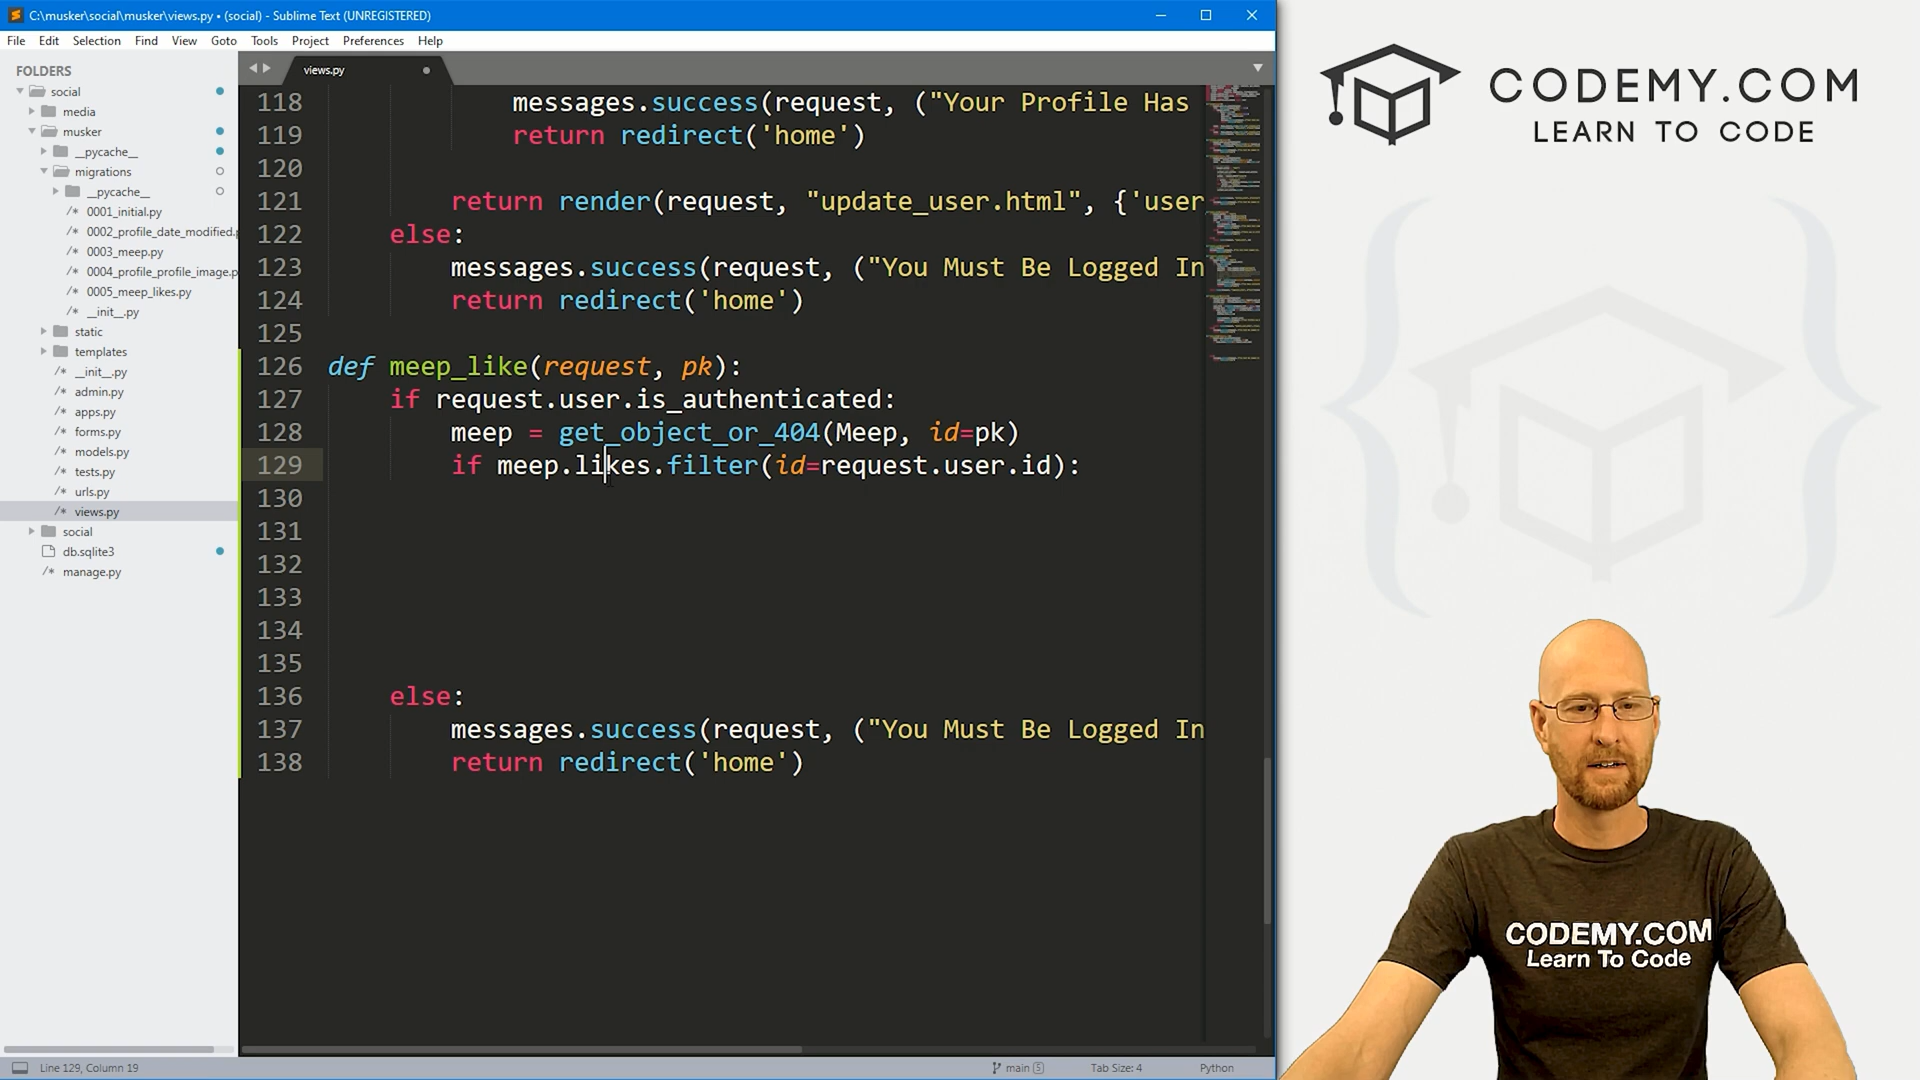 C:\musker\social\musker\views.py • (social) - Sublime Text (UNREGISTERED)
File Edit Selection Find View Goto Tools Project Preferences Help
FOLDERS
social
media
musker
__pycache__
migrations
__pycache__
/* 0001_initial.py
/* 0002_profile_date_modified.p
/* 0003_meep.py
/* 0004_profile_profile_image.p
/* 0005_meep_likes.py
/* __init__.py
static
templates
/* __init__.py
/* admin.py
/* apps.py
/* forms.py
/* models.py
/* tests.py
/* urls.py
/* views.py
social
db.sqlite3
/* manage.py
views.py
118 messages.success(request, ("Your Profile Has
119 return redirect('home')
120
121 return render(request, "update_user.html", {'user
122 else:
123 messages.success(request, ("You Must Be Logged In
124 return redirect('home')
125
126 def meep_like(request, pk):
127 if request.user.is_authenticated:
128 meep = get_object_or_404(Meep, id=pk)
129 if meep.likes.filter(id=request.user.id):
130
131
132
133
134
135
136 else:
137 messages.success(request, ("You Must Be Logged In
138 return redirect('home')
Line 129, Column 19
main
Tab Size: 4
Python
CODEMY.COM
LEARN TO CODE
CODEMY.COM
Learn To Code